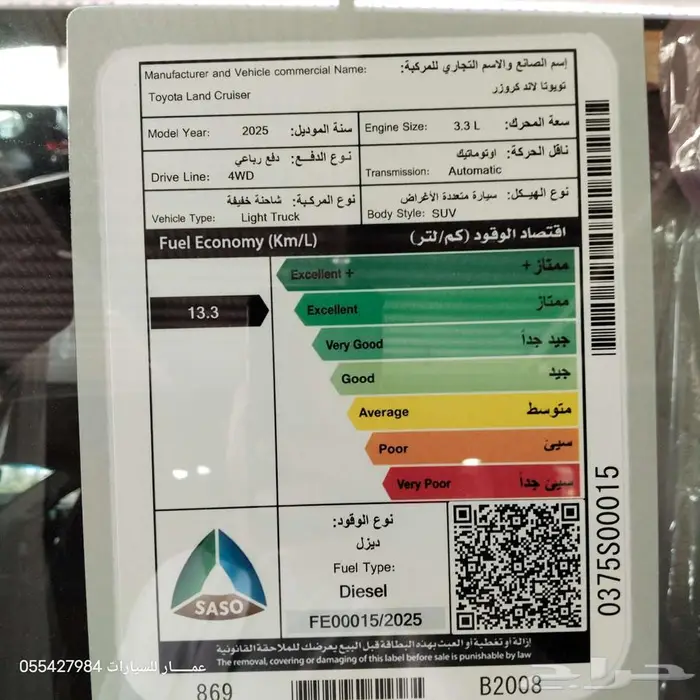 Manufacturer and Vehicle commercial Name: إسم الصانع والاسم التجاري للمركبة:
Toyota Land Cruiser تويوتا لاند كروزر
Model Year: 2025 سنة الموديل:
Engine Size: 3.3 L سعة المحرك:
نوع الدفع: دفع رباعي
Drive Line: 4WD
ناقل الحركة: اوتوماتيك
Transmission: Automatic
نوع المركبة: شاحنة خفيفة
Vehicle Type: Light Truck
نوع الهيكل: سيارة متعددة الأغراض
Body Style: SUV
Fuel Economy (Km/L) اقتصاد الوقود (كم/لتر)
Excellent + ممتاز+
13.3
Excellent ممتاز
Very Good جيد جداً
Good جيد
Average متوسط
Poor سيئ
Very Poor سيئ جداً
SASO
نوع الوقود:
ديزل
Fuel Type:
Diesel
FE00015/2025
0375S00015
إزالة أو تغطية أو العبث بهذه البطاقة قبل البيع يعرضك للملاحقة القانونية
The removal, covering or damaging of this label before sale is punishable by law
869
B2008
عمــار للسيارات 055427984
حراج